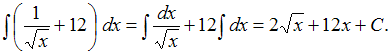 ∫(1/√x + 12) dx = ∫ dx/√x + 12∫ dx = 2√x + 12x + C.